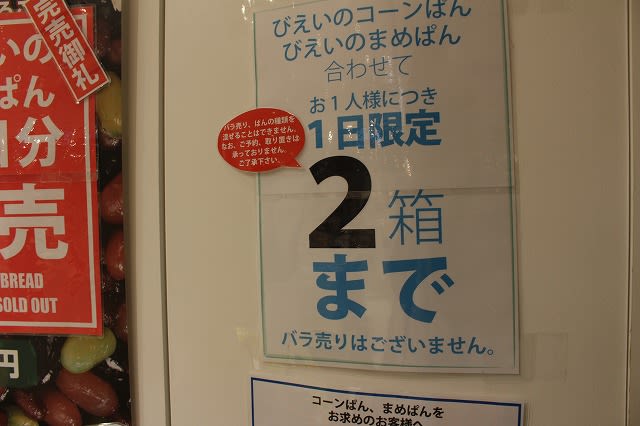 完売御礼
いの
ぱん
分
売
BREAD
SOLD OUT
円
びえいのコーンぱん
びえいのまめぱん
合わせて
お1人様につき
1日限定
2箱
まで
バラ売りはございません。
バラ売り、ぱんの種類を
混ぜることはできません。
なお、ご予約、取り置きは
承っておりません。
ご了承下さい。
コーンぱん、まめぱんを
お求めのお客様へ